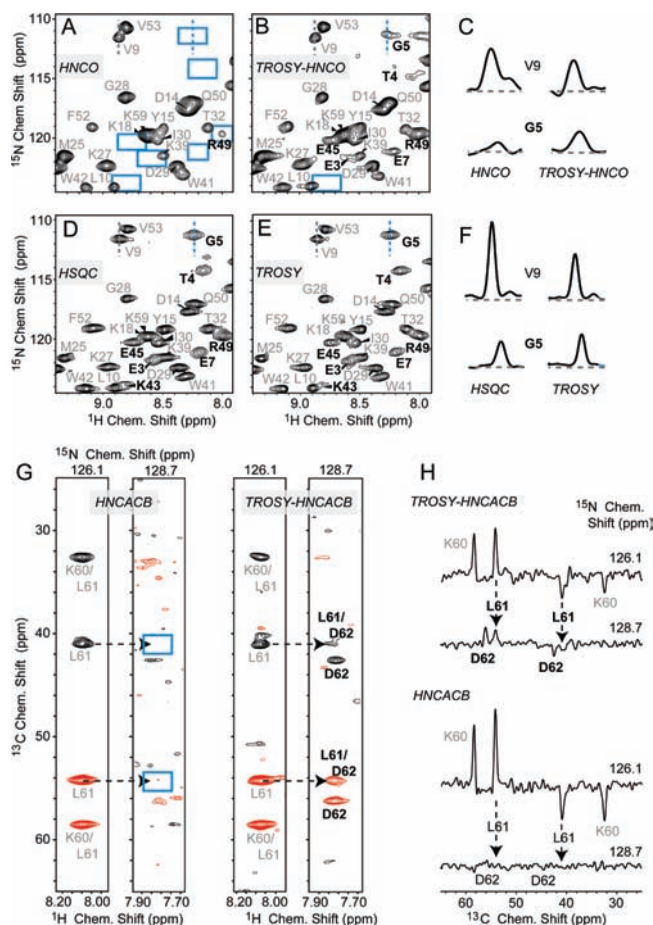 A
HNCO
V53
V9
G28
D14
Q50
K59
Y15
T32
F52
K18
I30
R49
M25
K39
K27
D29
W42
L10
W41
110
115
120
15N Chem Shift (ppm)
B
TROSY-HNCO
V53
G5
V9
T4
G28
D14
Q50
K59
Y15
T32
F52
K18
I30
R49
M25
E45
K39
K27
E3
E7
D29
W42
L10
W41
C
V9
G5
HNCO
TROSY-HNCO
D
HSQC
V53
G5
V9
T4
G28
D14
Q50
K59
Y15
T32
F52
K18
I30
R49
M25
E45
K39
K27
E3
E7
D29
W42
L10
K43
W41
110
115
120
15N Chem. Shift (ppm)
9.0 8.6 8.2
1H Chem. Shift (ppm)
E
TROSY
V53
G5
V9
T4
G28
D14
Q50
K59
Y15
T32
F52
K18
I30
R49
M25
E45
K39
K27
E3
E7
D29
W42
L10
K43
W41
9.0 8.6 8.0
1H Chem. Shift (ppm)
F
V9
G5
HSQC
TROSY
G
15N Chem. Shift (ppm)
126.1 128.7 126.1 128.7
HNCACB
TROSY-HNCACB
30
40
50
60
13C Chem. Shift (ppm)
K60/
L61
L61
L61
K60/
L61
K60/
L61
L61
L61/
D62
D62
L61
L61/
D62
D62
K60/
L61
8.20 8.00 7.90 7.70
1H Chem. Shift (ppm)
8.20 8.00 7.90 7.70
1H Chem. Shift (ppm)
H
TROSY-HNCACB
15N Chem.
Shift (ppm)
K60
126.1
L61
L61
K60
128.7
D62
D62
HNCACB
K60
126.1
L61
L61
K60
128.7
D62
D62
60 50 40 30
13C Chem. Shift (ppm)